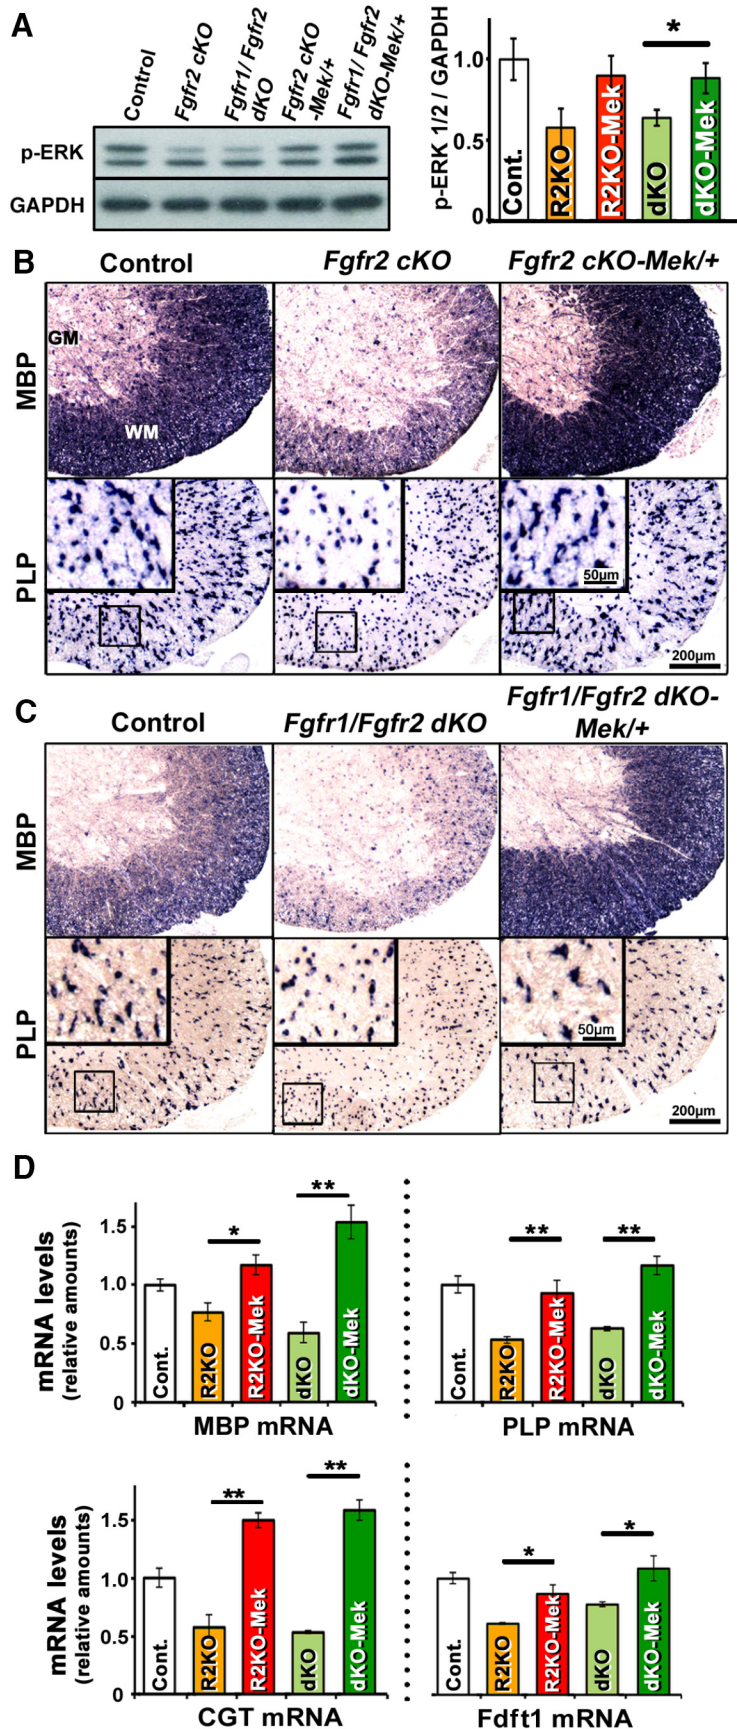 A
Control
Fgfr2 cKO
Fgfr1/ Fgfr2
dKO
Fgfr2 cKO
-Mek/+
Fgfr1/ Fgfr2
dKO-Mek/+
p-ERK
GAPDH
p-ERK 1/2 / GAPDH
1.0
0.5
0
*
Cont.
R2KO
R2KO-Mek
dKO
dKO-Mek
B
Control
Fgfr2 cKO
Fgfr2 cKO-Mek/+
MBP
GM
WM
PLP
50µm
200µm
C
Control
Fgfr1/Fgfr2 dKO
Fgfr1/Fgfr2 dKO-
Mek/+
MBP
PLP
50µm
200µm
D
mRNA levels
(relative amounts)
1.5
1.0
0.5
0
*
**
Cont.
R2KO
R2KO-Mek
dKO
dKO-Mek
MBP mRNA
**
**
Cont.
R2KO
R2KO-Mek
dKO
dKO-Mek
PLP mRNA
mRNA levels
(relative amounts)
1.5
1.0
0.5
0
**
**
Cont.
R2KO
R2KO-Mek
dKO
dKO-Mek
CGT mRNA
*
*
Cont.
R2KO
R2KO-Mek
dKO
dKO-Mek
Fdft1 mRNA